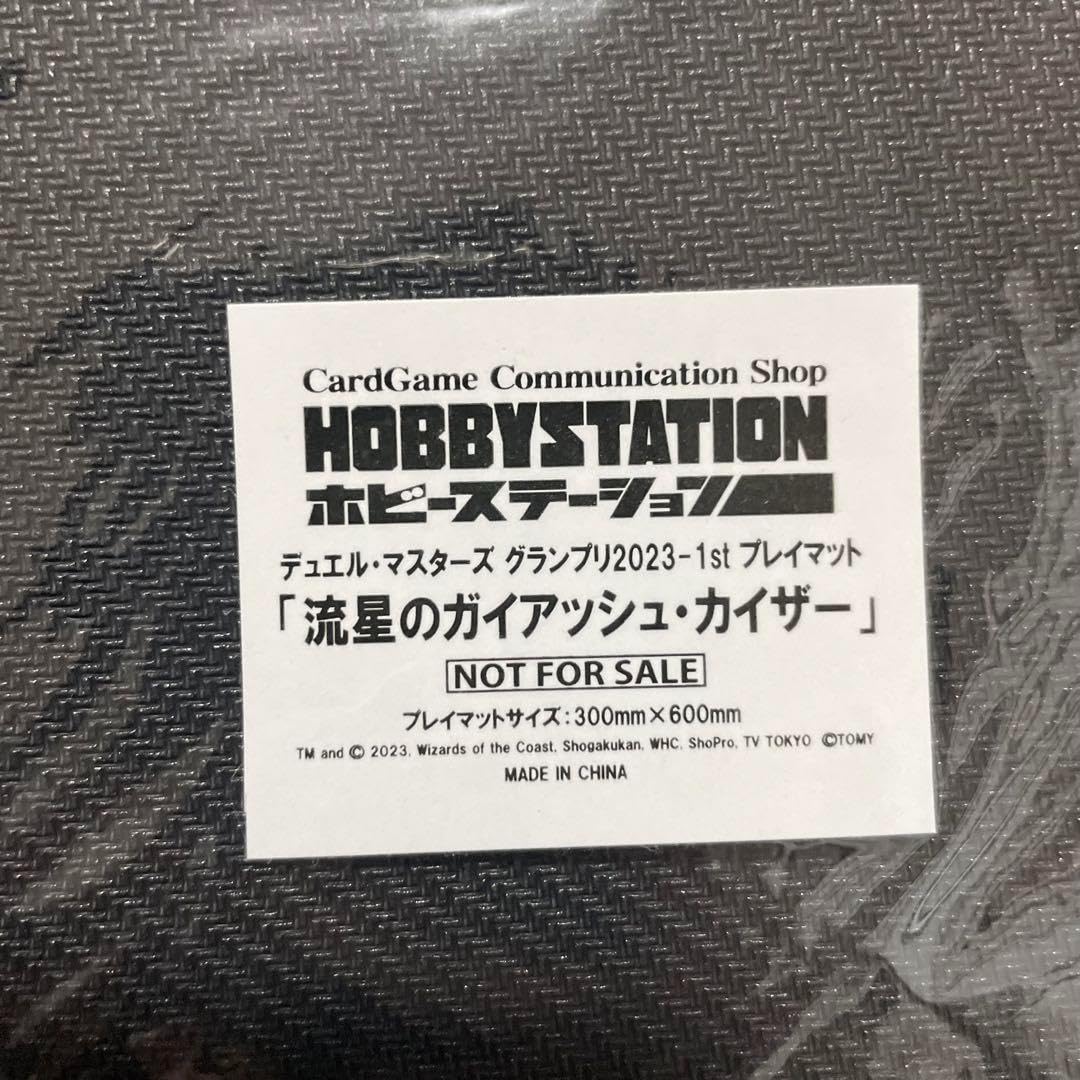 CardGame Communication Shop
HOBBYSTATION
ホビーステーション
デュエル・マスターズ グランプリ2023-1st プレイマット
「流星のガイアッシュ・カイザー」
NOT FOR SALE
プレイマットサイズ:300mm×600mm
TM and © 2023, Wizards of the Coast, Shogakukan, WHC, ShoPro, TV TOKYO ©TOMY
MADE IN CHINA